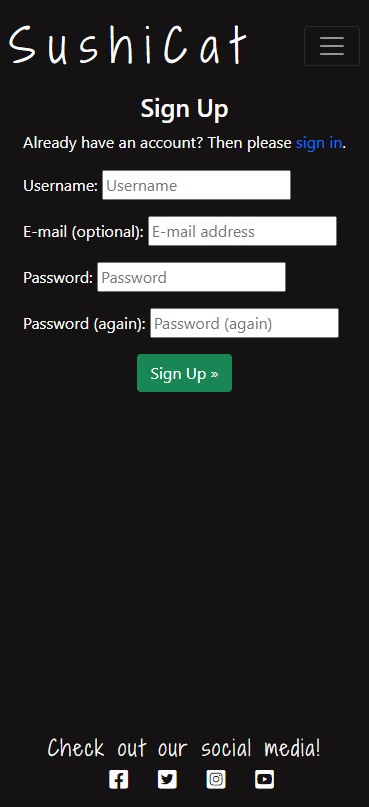 SushiCat
Sign Up
Already have an account? Then please sign in.
Username: Username
E-mail (optional): E-mail address
Password: Password
Password (again): Password (again)
Sign Up »
Check out our social media!